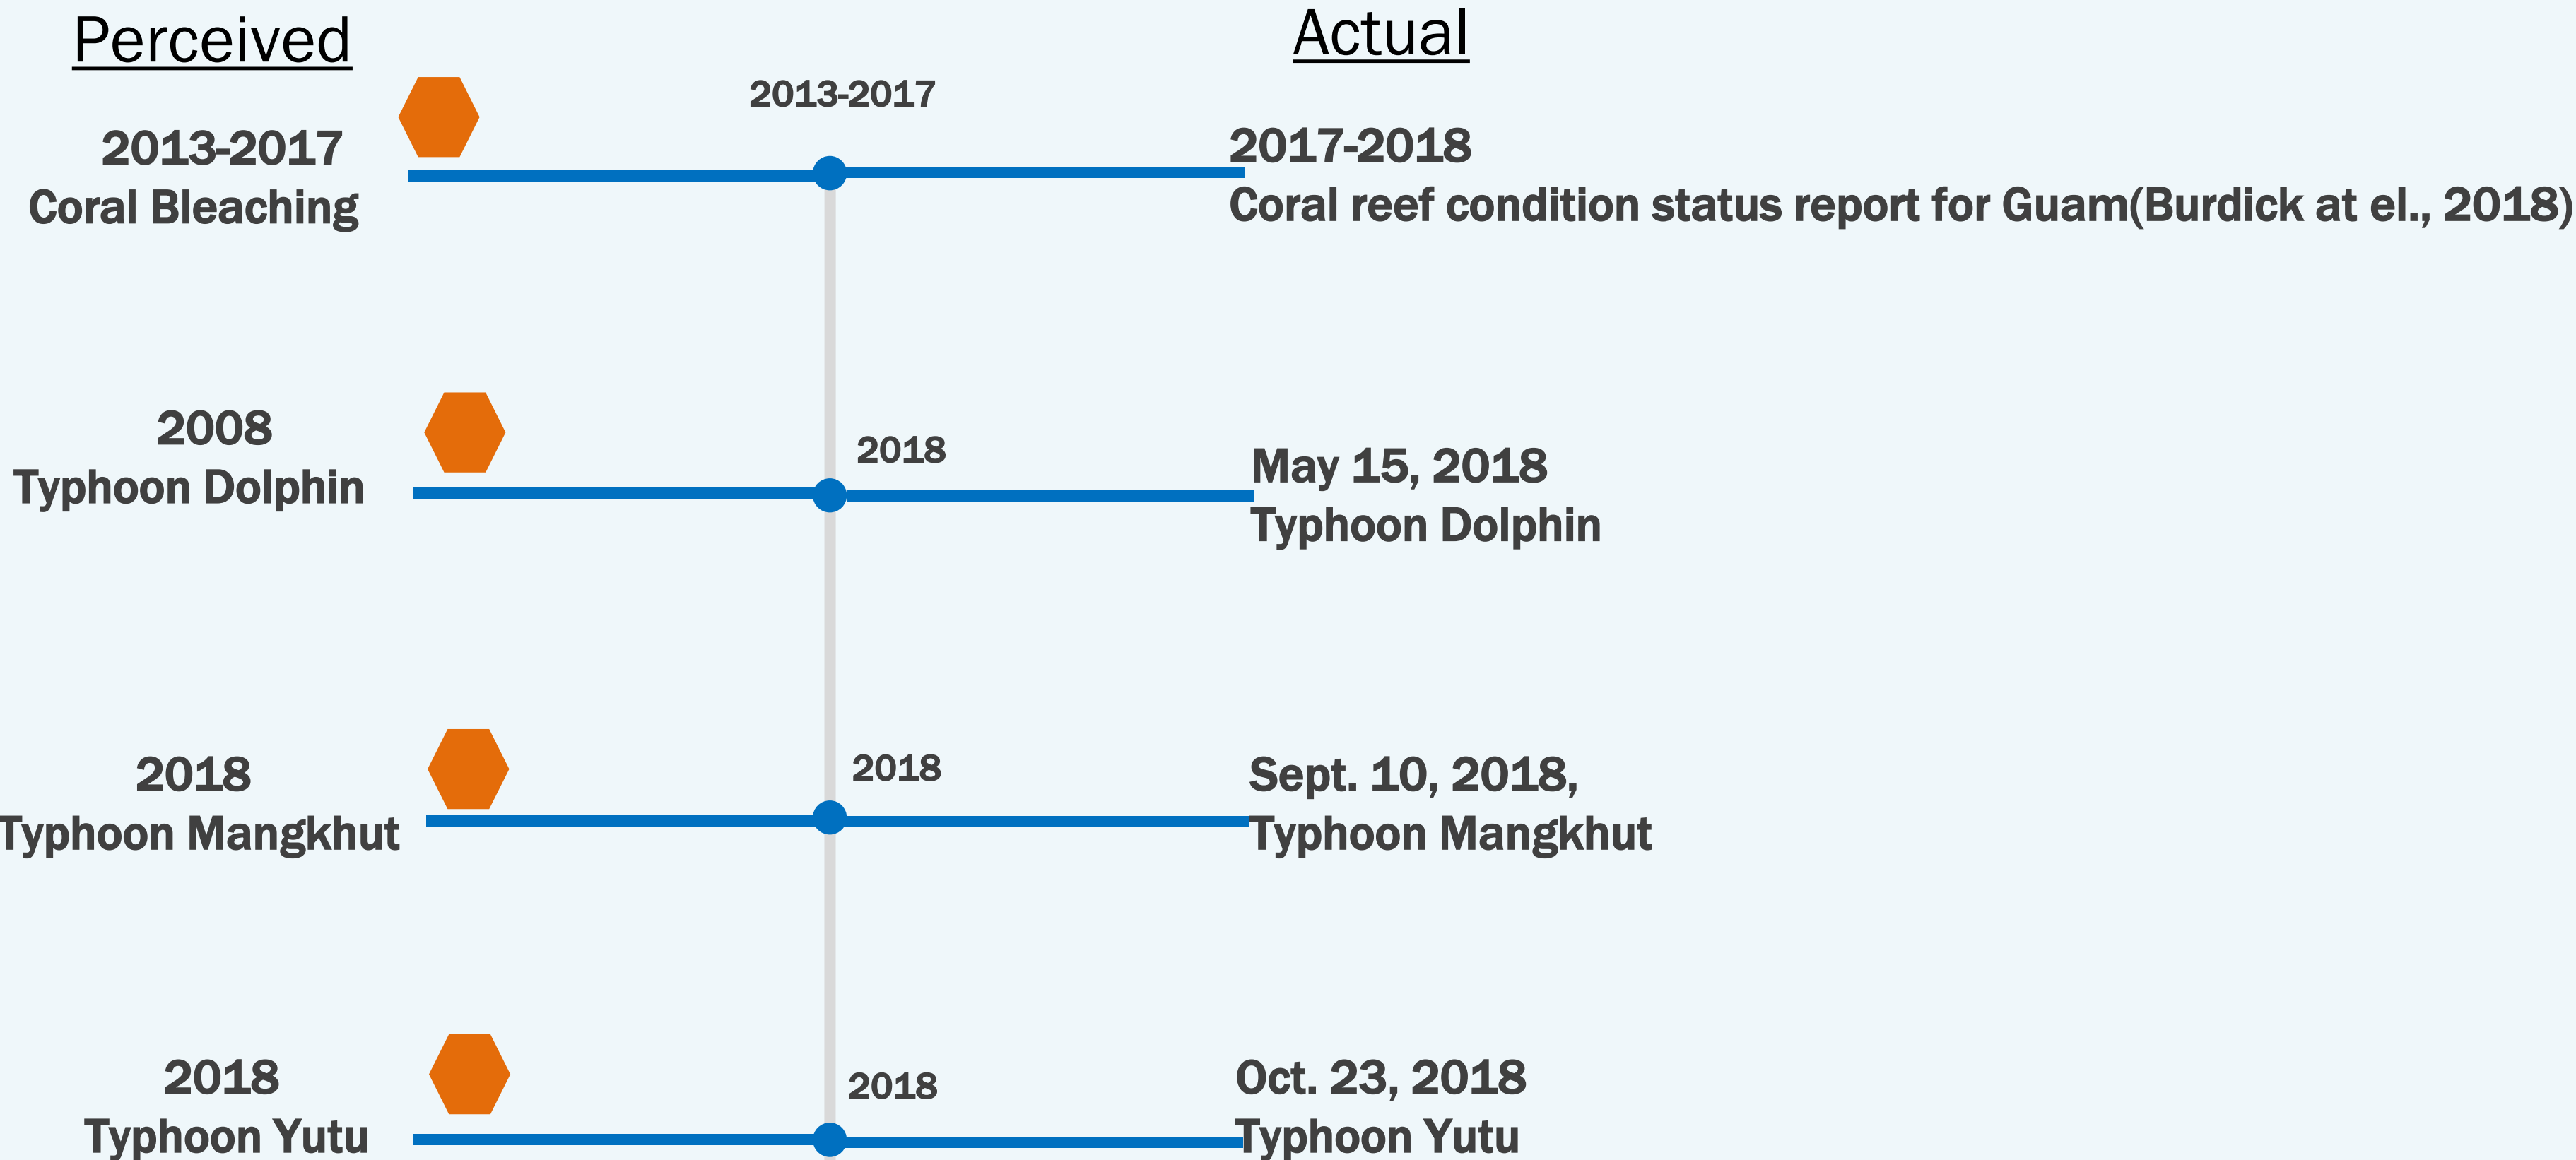 Perceived
Actual
2013-2017
2013-2017
Coral Bleaching
2017-2018
Coral reef condition status report for Guam(Burdick at el., 2018)
2008
Typhoon Dolphin
2018
May 15, 2018
Typhoon Dolphin
2018
Typhoon Mangkhut
2018
Sept. 10, 2018,
Typhoon Mangkhut
2018
Typhoon Yutu
2018
Oct. 23, 2018
Typhoon Yutu